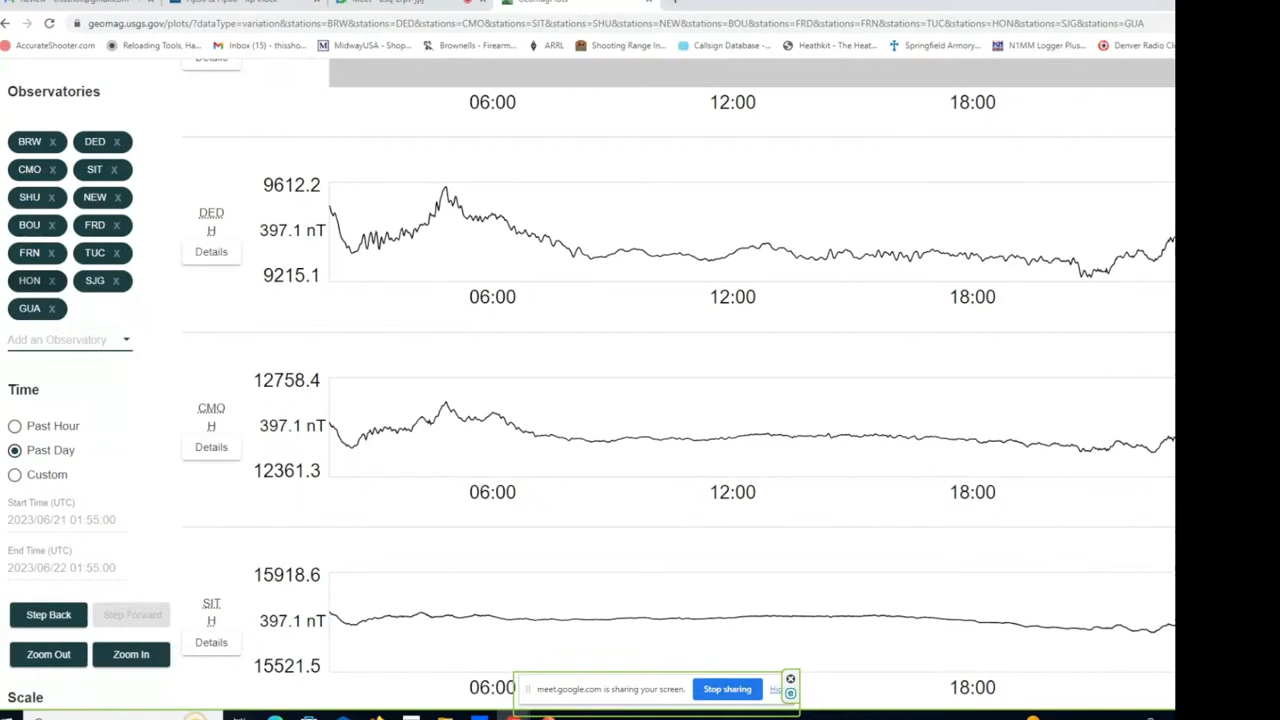 GeomagPlots
geomag.usgs.gov/plots/?dataType=variation&stations=BRW&stations=DED&stations=CMO&stations=SIT&stations=SHU&stations=NEW&stations=BOU&stations=FRD&stations=FRN&stations=TUC&stations=HON&stations=SJG&stations=GUA
AccurateShooter.com Reloading Tools, Ha... Inbox (15) - thissho... MidwayUSA - Shop... Brownells - Firearm... ARRL Shooting Range In... Callsign Database -... Heathkit - The Heat... Springfield Armory,... N1MM Logger Plus... Denver Radio Cl
Details
Observatories
06:00 12:00 18:00
BRW X DED X
CMO X SIT X
SHU X NEW X
BOU X FRD X
FRN X TUC X
HON X SJG X
GUA X
Add an Observatory
9612.2
DED
H
397.1 nT
Details
9215.1
06:00 12:00 18:00
Time
Past Hour
Past Day
Custom
Start Time (UTC)
2023/06/21 01:55:00
End Time (UTC)
2023/06/22 01:55:00
12758.4
CMO
H
397.1 nT
Details
12361.3
06:00 12:00 18:00
Step Back Step Forward
Zoom Out Zoom In
Scale
15918.6
SIT
H
397.1 nT
Details
15521.5
06:00 18:00
meet.google.com is sharing your screen. Stop sharing